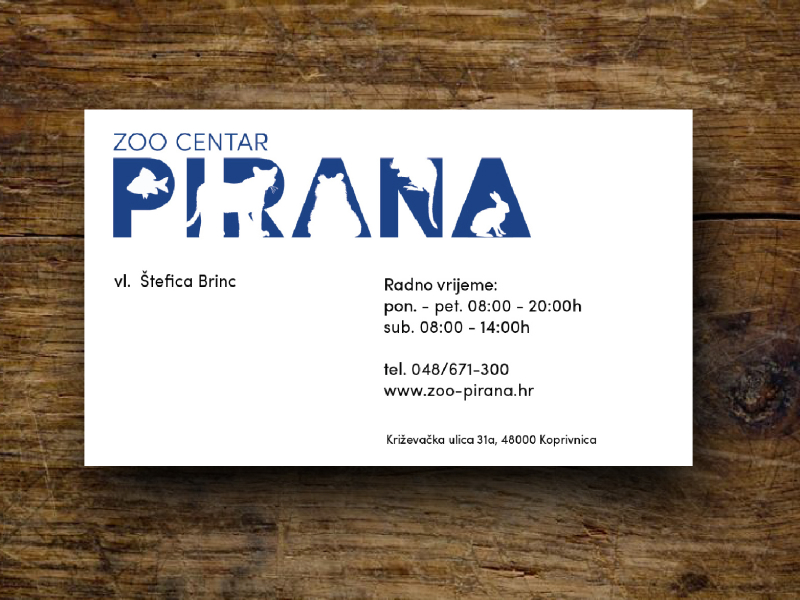 ZOO CENTAR
PIRANA
vl. Štefica Brinc
Radno vrijeme:
pon. - pet. 08:00 - 20:00h
sub. 08:00 - 14:00h
tel. 048/671-300
www.zoo-pirana.hr
Križevačka ulica 31a, 48000 Koprivnica